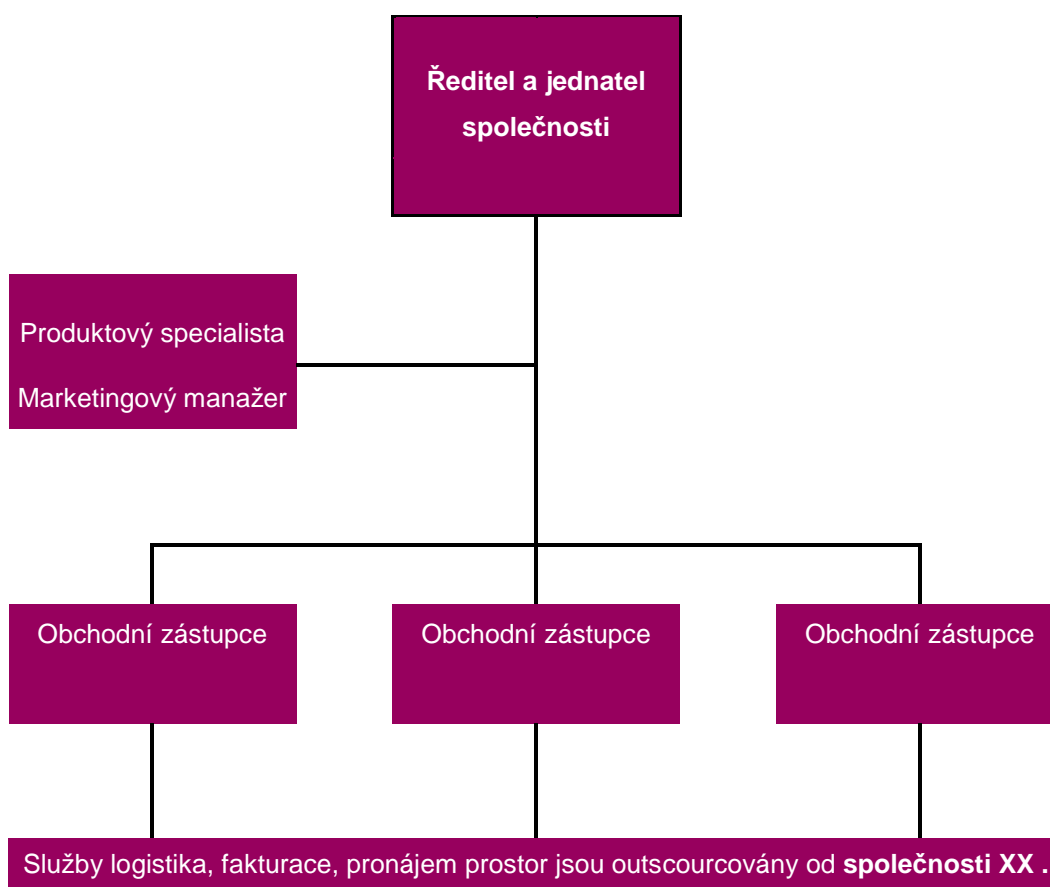 Ředitel a jednatel
společnosti
Produktový specialista
Marketingový manažer
Obchodní zástupce
Obchodní zástupce
Obchodní zástupce
Služby logistika, fakturace, pronájem prostor jsou outscourcovány od společnosti XX .